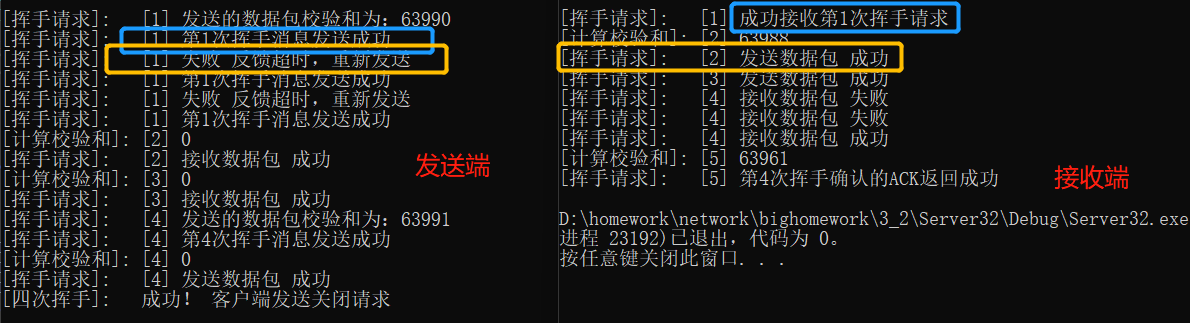 [挥手请求]: [1] 发送的数据包校验和为: 63990
[挥手请求]: [1] 第1次挥手消息发送成功
[挥手请求]: [1] 失败 反馈超时, 重新发送
[挥手请求]: [1] 第1次挥手消息发送成功
[挥手请求]: [1] 失败 反馈超时, 重新发送
[挥手请求]: [1] 第1次挥手消息发送成功
[计算校验和]: [2] 0
[挥手请求]: [2] 接收数据包 成功
[计算校验和]: [3] 0
[挥手请求]: [3] 接收数据包 成功
[挥手请求]: [4] 发送的数据包校验和为: 63991
[挥手请求]: [4] 第4次挥手消息发送成功
[计算校验和]: [4] 0
[挥手请求]: [4] 发送数据包 成功
[四次挥手]: 成功! 客户端发送关闭请求
发送端
[挥手请求]: [1] 成功接收第1次挥手请求
[计算校验和]: [2] 63988
[挥手请求]: [2] 发送数据包 成功
[挥手请求]: [3] 发送数据包 成功
[挥手请求]: [4] 接收数据包 失败
[挥手请求]: [4] 接收数据包 失败
[挥手请求]: [4] 接收数据包 成功
[计算校验和]: [5] 63961
[挥手请求]: [5] 第4次挥手确认的ACK返回成功
接收端
D:\homework\network\bighomework\3_2\Server32\Debug\Server32.exe
进程 23192)已退出，代码为 0。
按任意键关闭此窗口. . .